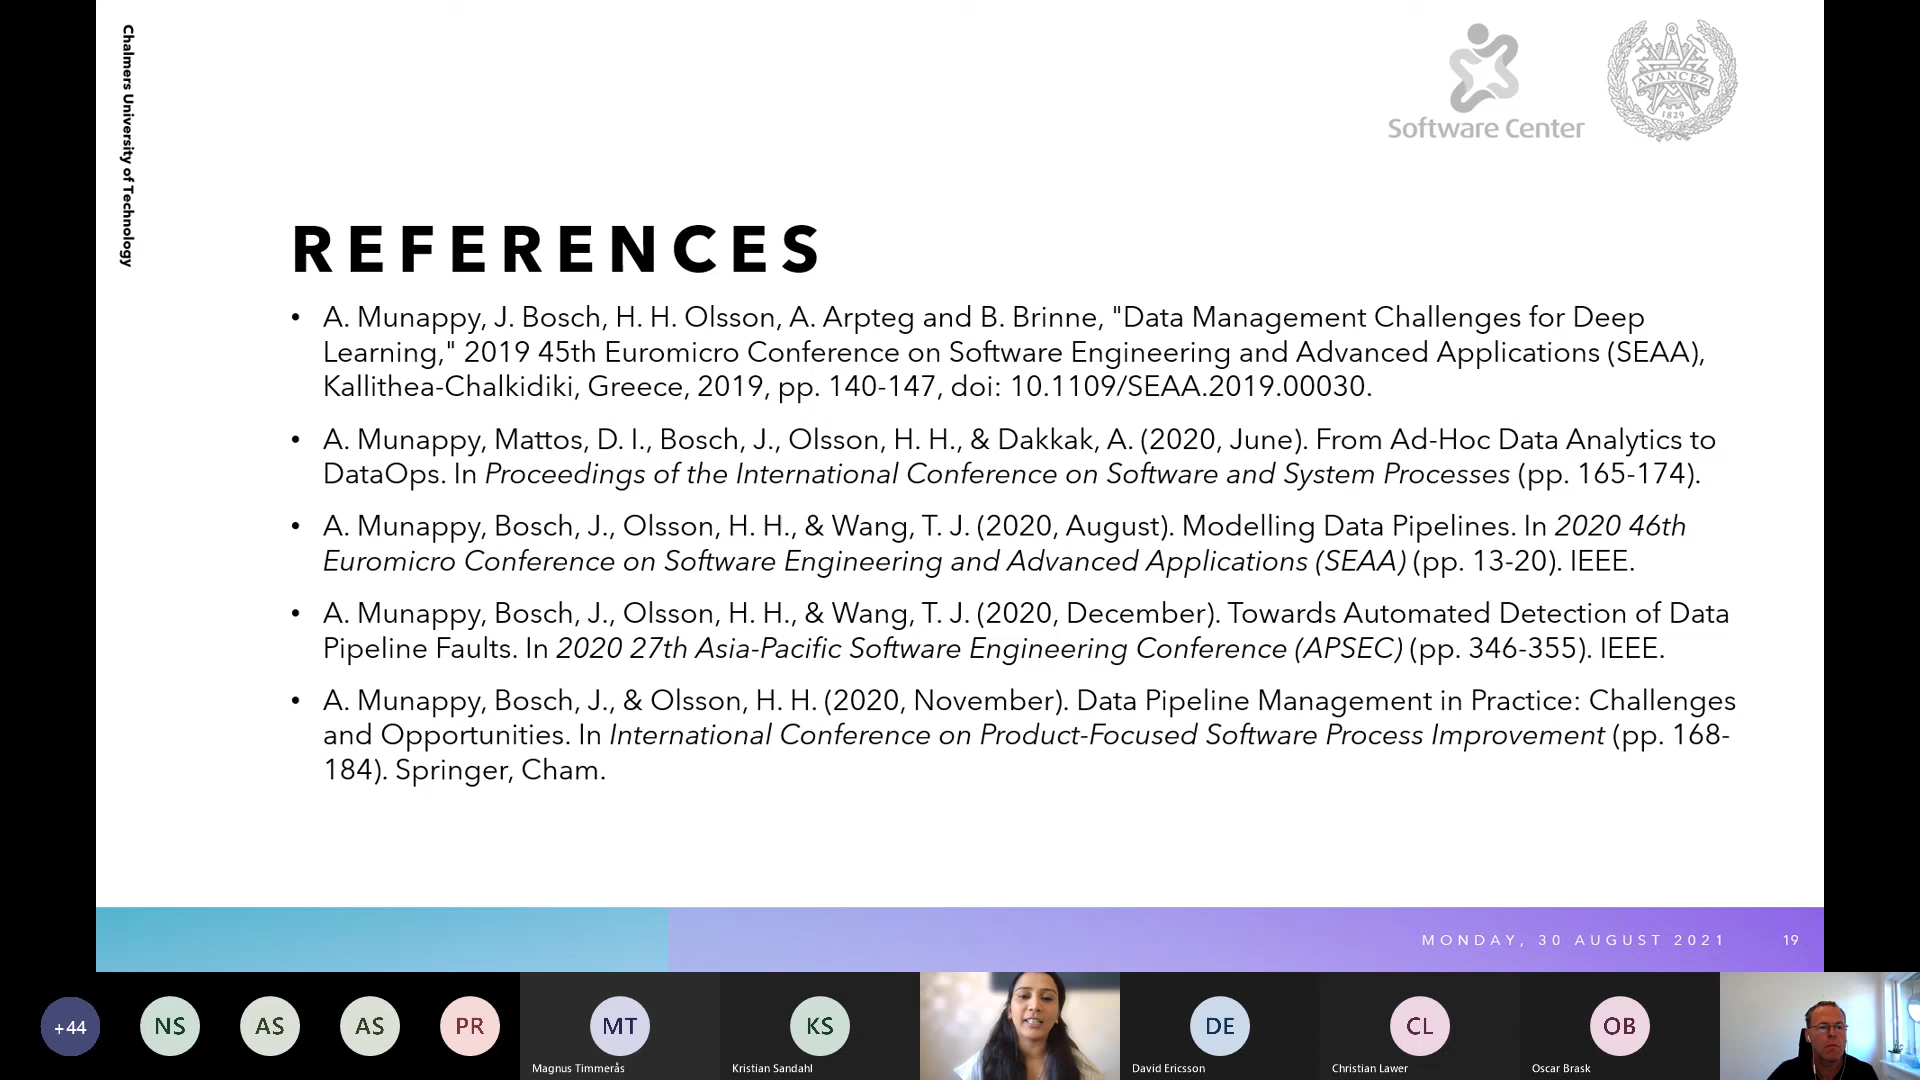 Chalmers University of Technology
Software Center
AVANCEZ
1829
REFERENCES
• A. Munappy, J. Bosch, H. H. Olsson, A. Arpteg and B. Brinne, "Data Management Challenges for Deep
Learning," 2019 45th Euromicro Conference on Software Engineering and Advanced Applications (SEAA),
Kallithea-Chalkidiki, Greece, 2019, pp. 140-147, doi: 10.1109/SEAA.2019.00030.
• A. Munappy, Mattos, D. I., Bosch, J., Olsson, H. H., & Dakkak, A. (2020, June). From Ad-Hoc Data Analytics to
DataOps. In Proceedings of the International Conference on Software and System Processes (pp. 165-174).
• A. Munappy, Bosch, J., Olsson, H. H., & Wang, T. J. (2020, August). Modelling Data Pipelines. In 2020 46th
Euromicro Conference on Software Engineering and Advanced Applications (SEAA) (pp. 13-20). IEEE.
• A. Munappy, Bosch, J., Olsson, H. H., & Wang, T. J. (2020, December). Towards Automated Detection of Data
Pipeline Faults. In 2020 27th Asia-Pacific Software Engineering Conference (APSEC) (pp. 346-355). IEEE.
• A. Munappy, Bosch, J., & Olsson, H. H. (2020, November). Data Pipeline Management in Practice: Challenges
and Opportunities. In International Conference on Product-Focused Software Process Improvement (pp. 168-
184). Springer, Cham.
MONDAY, 30 AUGUST 2021 19
+44 NS AS AS PR MT KS DE CL OB
Magnus Timmerås Kristian Sandahl David Ericsson Christian Lawer Oscar Brask